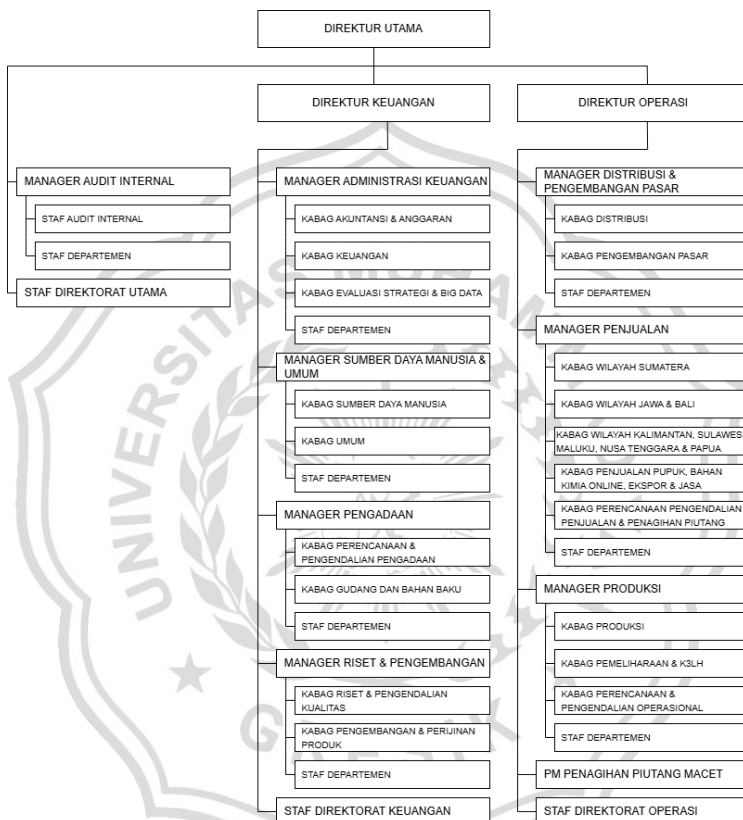 DIREKTUR UTAMA
DIREKTUR KEUANGAN
DIREKTUR OPERASI
MANAGER AUDIT INTERNAL
STAF AUDIT INTERNAL
STAF DEPARTEMEN
STAF DIREKTORAT UTAMA
MANAGER ADMINISTRASI KEUANGAN
KABAG AKUNTANSI & ANGGARAN
KABAG KEUANGAN
KABAG EVALUASI STRATEGI & BIG DATA
STAF DEPARTEMEN
MANAGER SUMBER DAYA MANUSIA &
UMUM
KABAG SUMBER DAYA MANUSIA
KABAG UMUM
STAF DEPARTEMEN
MANAGER PENGADAAN
KABAG PERENCANAAN &
PENGENDALIAN PENGADAAN
KABAG GUDANG DAN BAHAN BAKU
STAF DEPARTEMEN
MANAGER RISET & PENGEMBANGAN
KABAG RISET & PENGENDALIAN
KUALITAS
KABAG PENGEMBANGAN & PERIJINAN
PRODUK
STAF DEPARTEMEN
STAF DIREKTORAT KEUANGAN
MANAGER DISTRIBUSI &
PENGEMBANGAN PASAR
KABAG DISTRIBUSI
KABAG PENGEMBANGAN PASAR
STAF DEPARTEMEN
MANAGER PENJUALAN
KABAG WILAYAH SUMATERA
KABAG WILAYAH JAWA & BALI
KABAG WILAYAH KALIMANTAN, SULAWES
MALUKU, NUSA TENGGARA & PAPUA
KABAG PENJUALAN PUPUK, BAHAN
KIMIA ONLINE, EKSPOR & JASA
KABAG PERENCANAAN PENGENDALIAN
PENJUALAN & PENAGIHAN PIUTANG
STAF DEPARTEMEN
MANAGER PRODUKSI
KABAG PRODUKSI
KABAG PEMELIHARAAN & K3LH
KABAG PERENCANAAN &
PENGENDALIAN OPERASIONAL
STAF DEPARTEMEN
PM PENAGIHAN PIUTANG MACET
STAF DIREKTORAT OPERASI
UNIVERSITAS